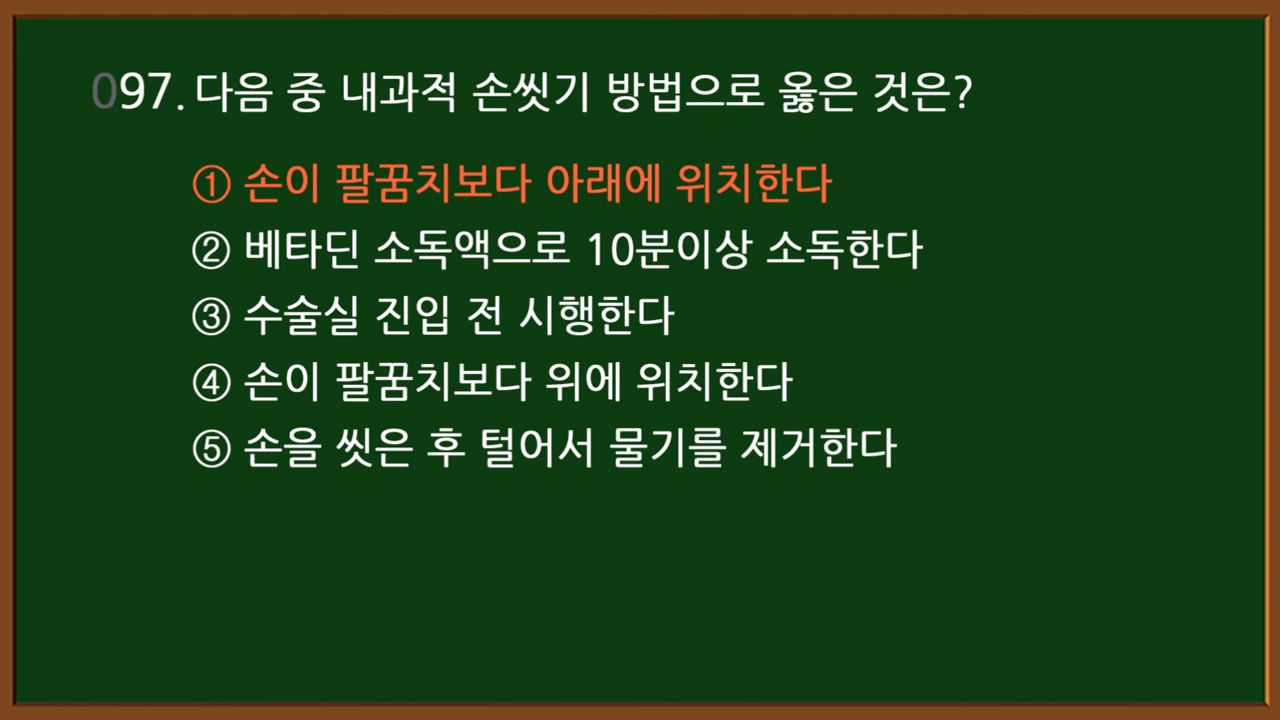 097. 다음 중 내과적 손씻기 방법으로 옳은 것은?
① 손이 팔꿈치보다 아래에 위치한다
② 베타딘 소독액으로 10분이상 소독한다
③ 수술실 진입 전 시행한다
④ 손이 팔꿈치보다 위에 위치한다
⑤ 손을 씻은 후 털어서 물기를 제거한다